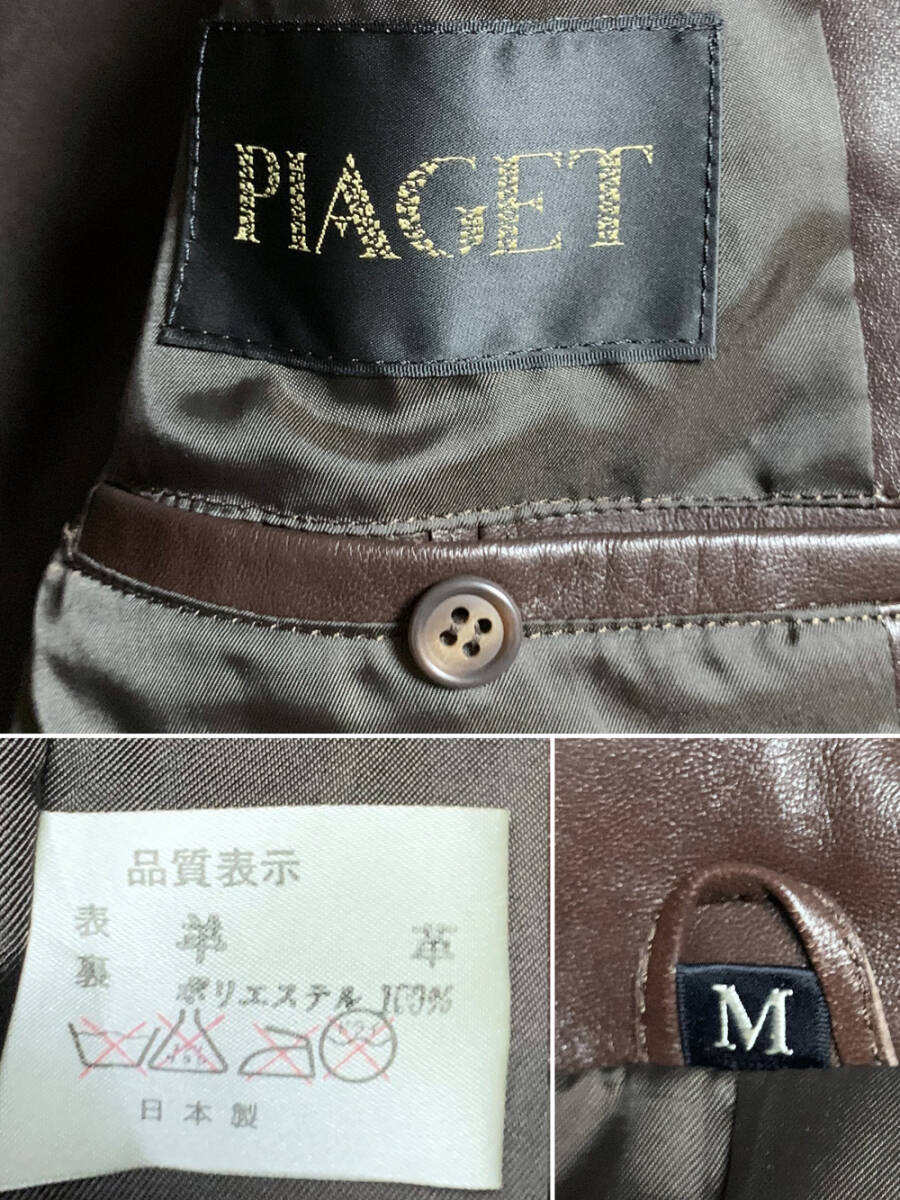 PIAGET
品質表示
表 羊 革
裏 ポリエステル 100%
日本製
M